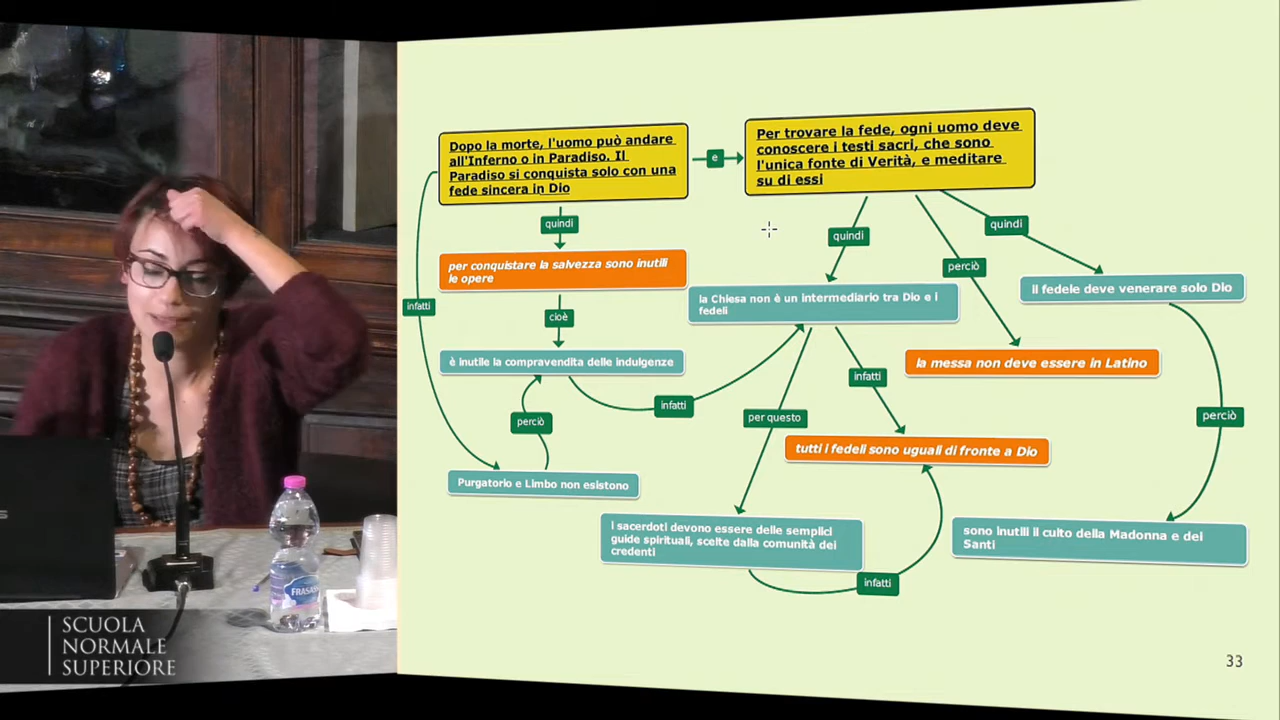 Dopo la morte, l'uomo può andare
all'Inferno o in Paradiso. Il
Paradiso si conquista solo con una
fede sincera in Dio
e
Per trovare la fede, ogni uomo deve
conoscere i testi sacri, che sono
l'unica fonte di Verità, e meditare
su di essi
quindi
quindi
quindi
per conquistare la salvezza sono inutili
le opere
perciò
infatti
la Chiesa non è un intermediario tra Dio e i
fedeli
il fedele deve venerare solo Dio
cioè
è inutile la compravendita delle indulgenze
la messa non deve essere in Latino
infatti
infatti
perciò
per questo
perciò
tutti i fedeli sono uguali di fronte a Dio
Purgatorio e Limbo non esistono
i sacerdoti devono essere delle semplici
guide spirituali, scelte dalla comunità dei
credenti
sono inutili il culto della Madonna e dei
Santi
infatti
33
FRASASSI
SCUOLA
NORMALE
SUPERIORE